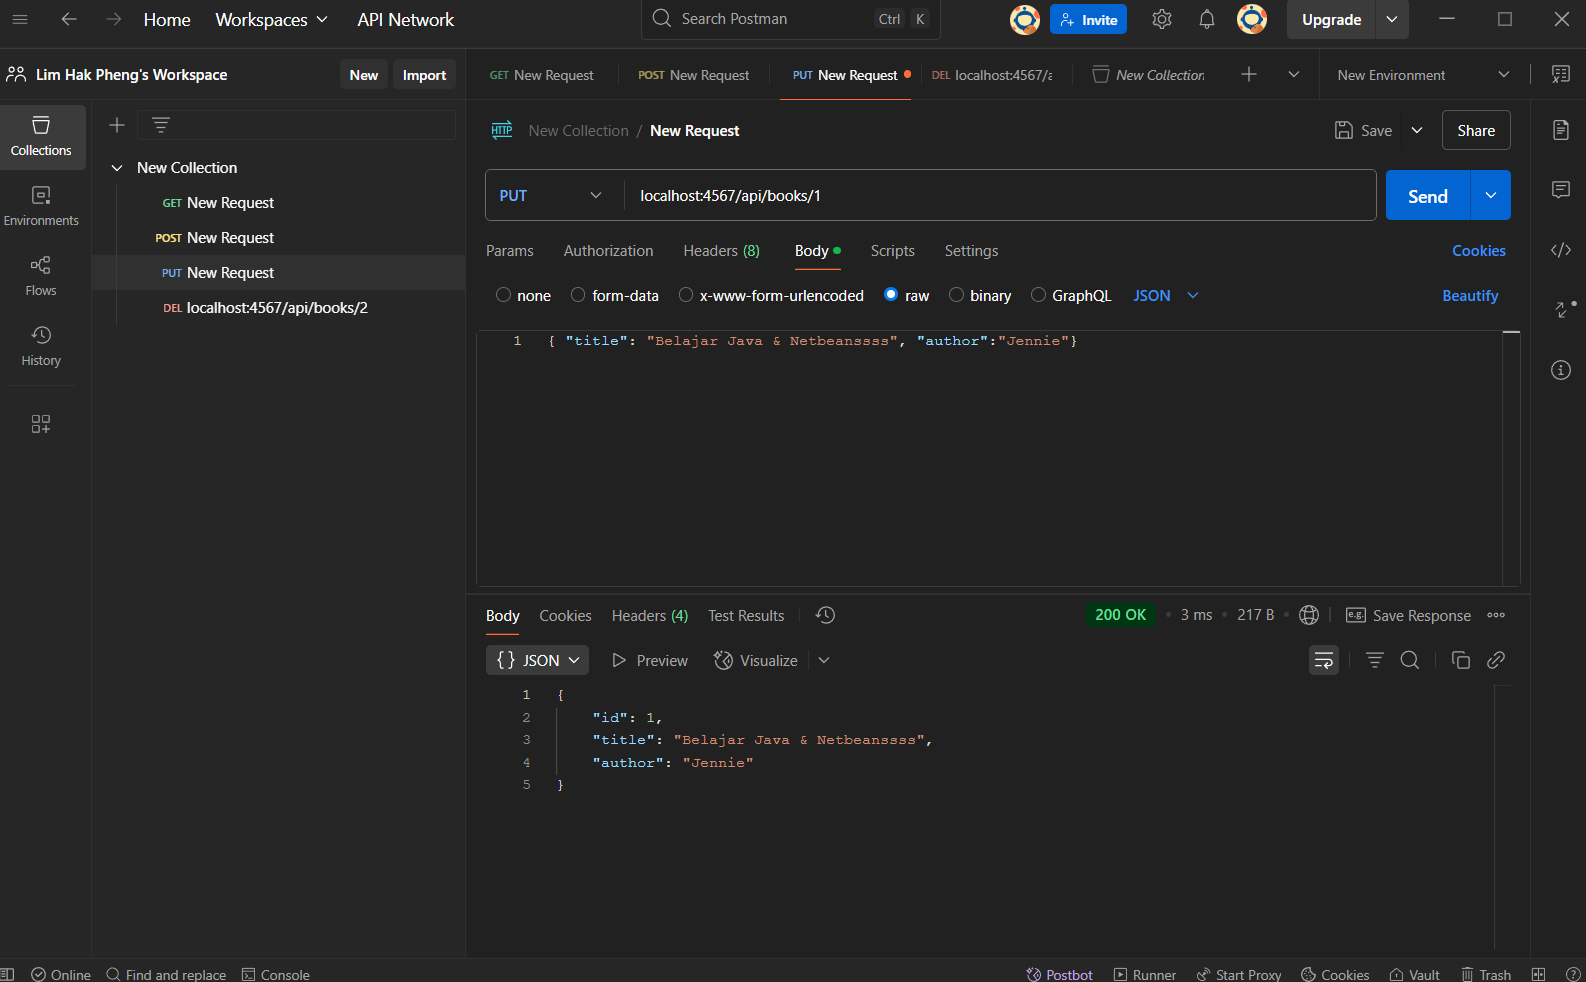 Home Workspaces API Network Search Postman Ctrl K Invite Upgrade
Lim Hak Pheng's Workspace New Import GET New Request POST New Request PUT New Request DEL localhost:4567/a New Collection New Environment
Collections
Environments
Flows
History
New Collection
GET New Request
POST New Request
PUT New Request
DEL localhost:4567/api/books/2
HTTP New Collection / New Request Save Share
PUT localhost:4567/api/books/1 Send
Params Authorization Headers (8) Body Scripts Settings Cookies
none form-data x-www-form-urlencoded raw binary GraphQL JSON Beautify
1 { "title": "Belajar Java & Netbeanssss", "author":"Jennie"}
Body Cookies Headers (4) Test Results 200 OK • 3 ms • 217 B • e.g. Save Response
{} JSON Preview Visualize
1 {
2 "id": 1,
3 "title": "Belajar Java & Netbeanssss",
4 "author": "Jennie"
5 }
Online Find and replace Console Postbot Runner Start Proxy Cookies Vault Trash